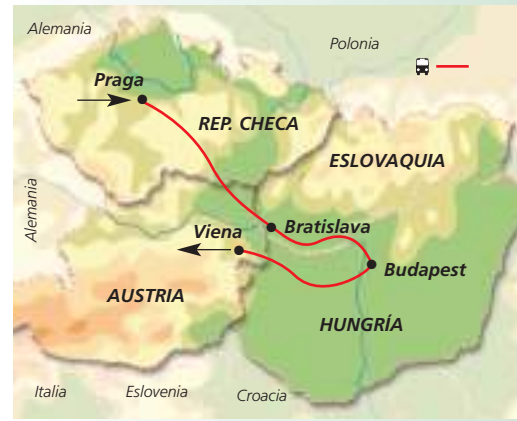 Alemania
Polonia
Praga
REP. CHECA
ESLOVAQUIA
Alemania
Viena
Bratislava
Budapest
AUSTRIA
HUNGRÍA
Italia
Eslovenia
Croacia